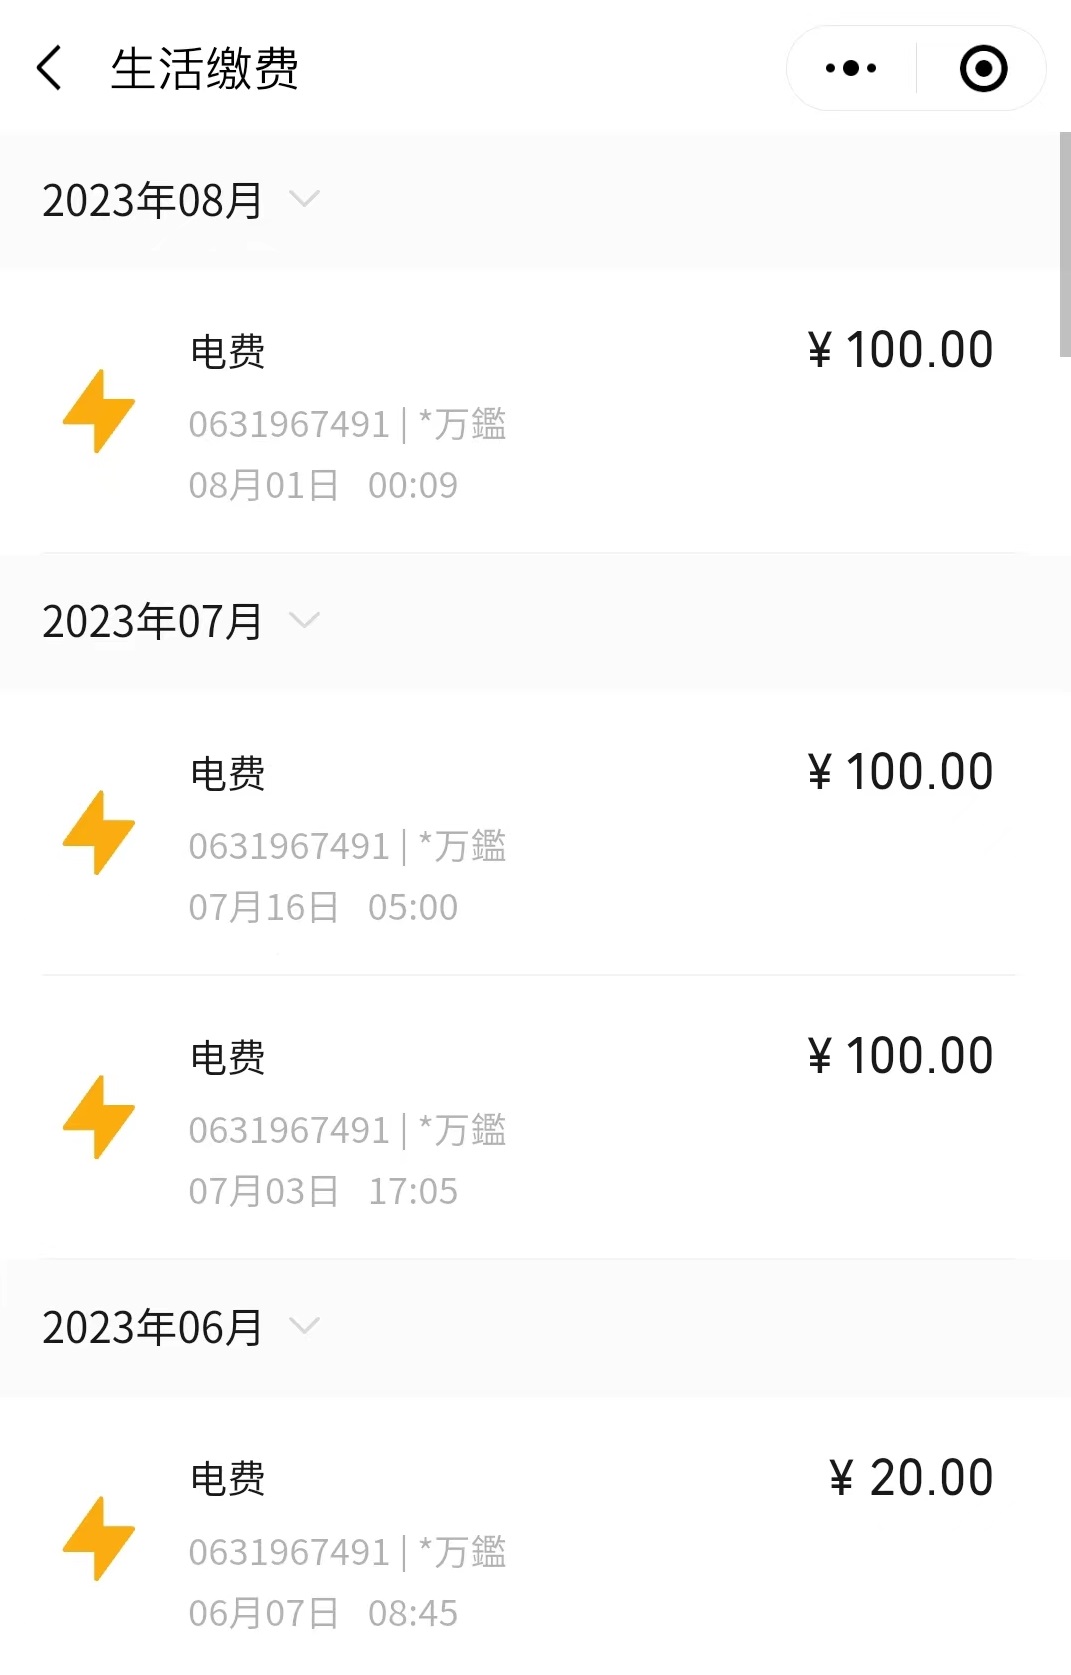 生活缴费
2023年08月
电费
¥ 100.00
0631967491 | *万鑑
08月01日 00:09
2023年07月
电费
¥ 100.00
0631967491 | *万鑑
07月16日 05:00
电费
¥ 100.00
0631967491 | *万鑑
07月03日 17:05
2023年06月
电费
¥ 20.00
0631967491 | *万鑑
06月07日 08:45